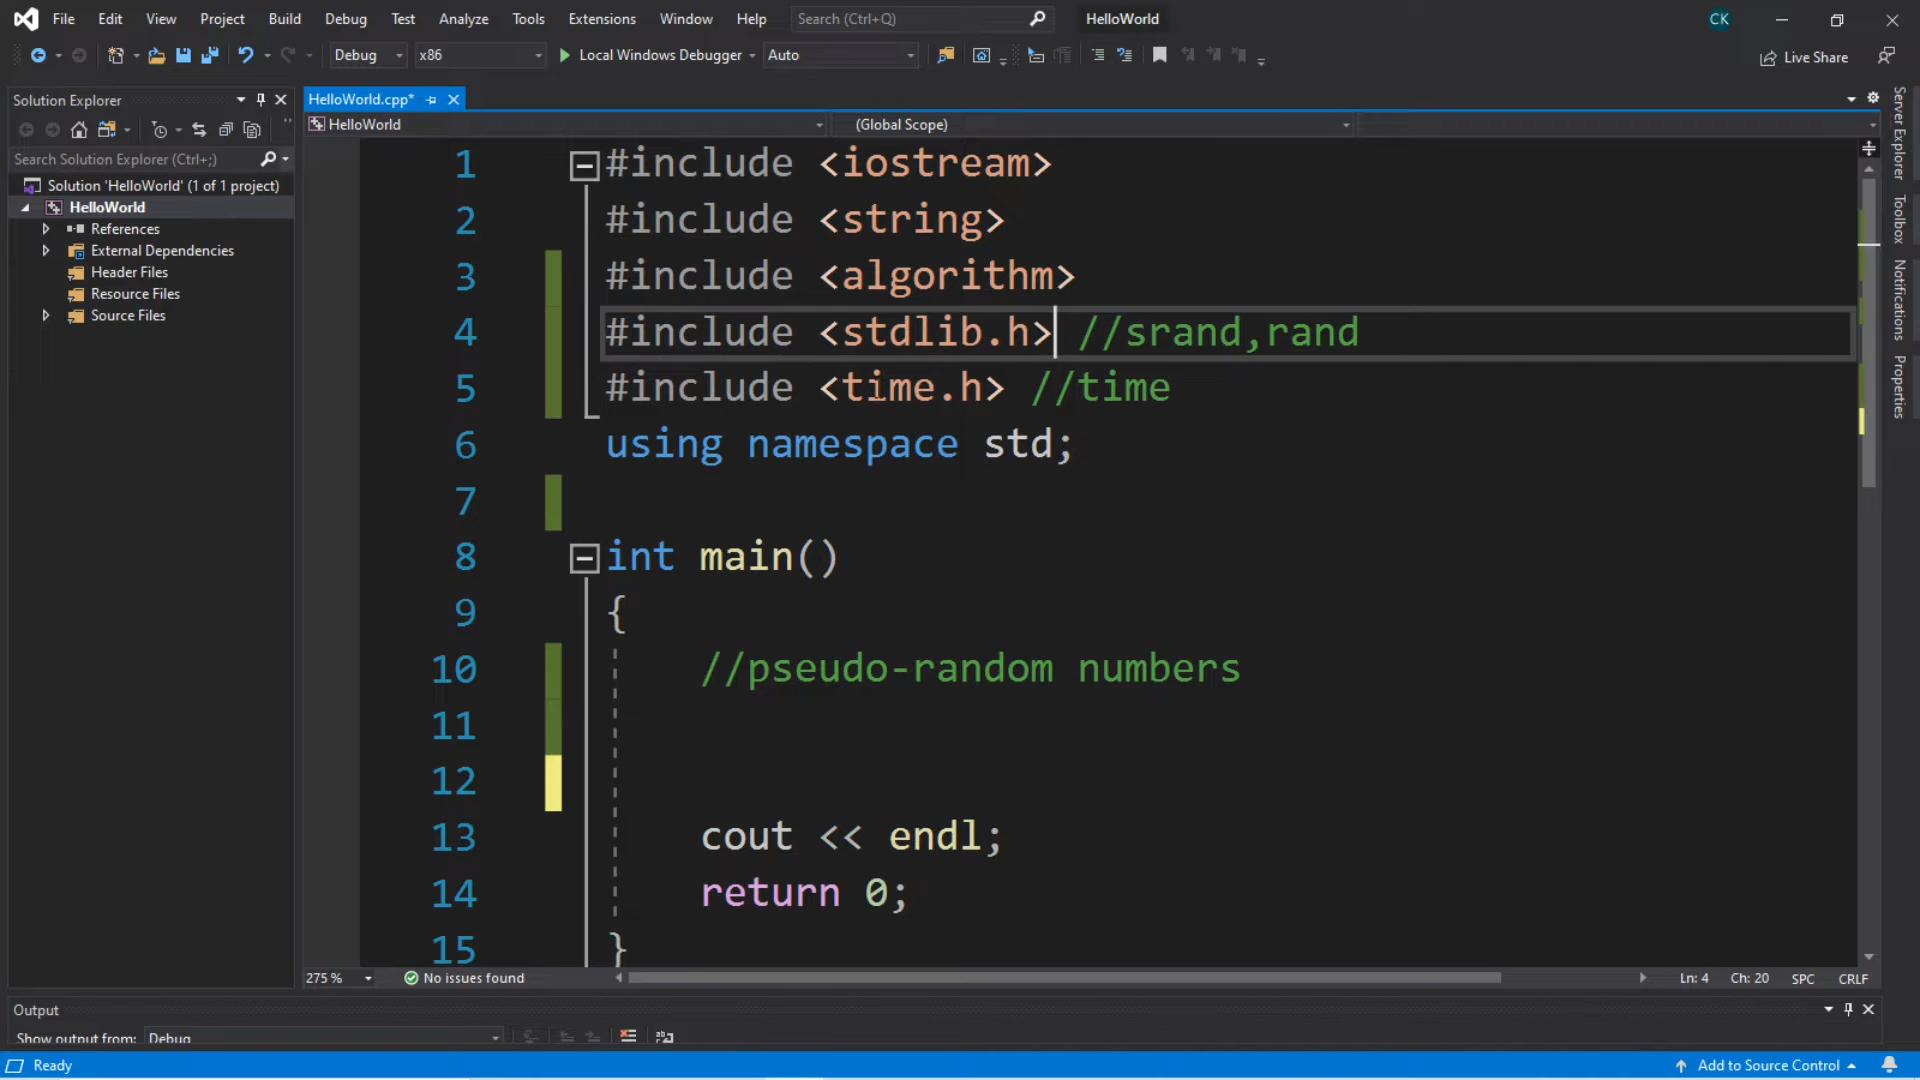 File Edit View Project Build Debug Test Analyze Tools Extensions Window Help Search (Ctrl+Q) HelloWorld CK
Debug x86 Local Windows Debugger Auto Live Share
Solution Explorer
Search Solution Explorer (Ctrl+;)
Solution 'HelloWorld' (1 of 1 project)
HelloWorld
References
External Dependencies
Header Files
Resource Files
Source Files
HelloWorld.cpp*
HelloWorld (Global Scope)
1 #include <iostream>
2 #include <string>
3 #include <algorithm>
4 #include <stdlib.h> //srand,rand
5 #include <time.h> //time
6 using namespace std;
7
8 int main()
9 {
10 //pseudo-random numbers
11
12
13 cout << endl;
14 return 0;
15 }
275 % No issues found Ln: 4 Ch: 20 SPC CRLF
Server Explorer
Toolbox
Notifications
Properties
Output
Show output from: Debug
Ready Add to Source Control